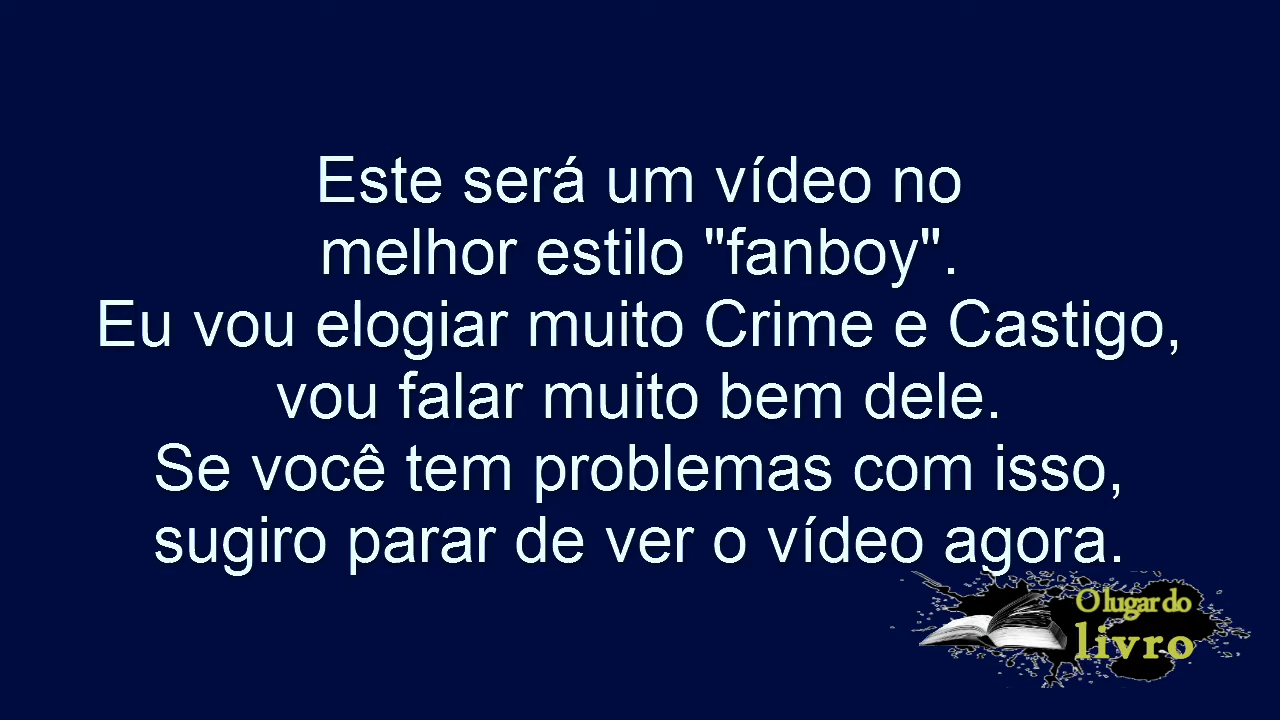 Este será um vídeo no
melhor estilo "fanboy".
Eu vou elogiar muito Crime e Castigo,
vou falar muito bem dele.
Se você tem problemas com isso,
sugiro parar de ver o vídeo agora.
O lugar do
livro